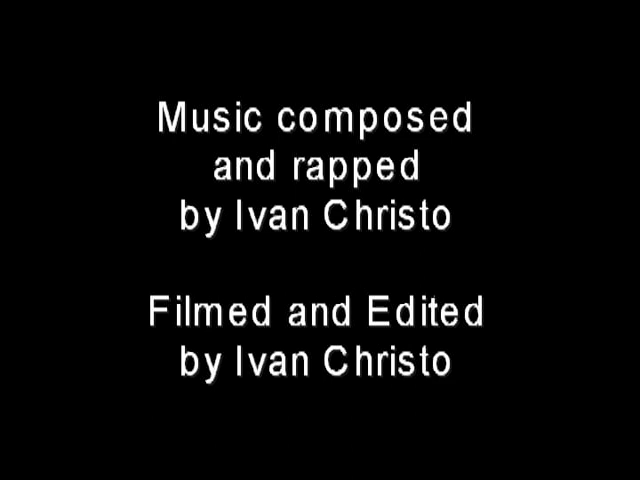 Music composed
and rapped
by Ivan Christo
Filmed and Edited
by Ivan Christo